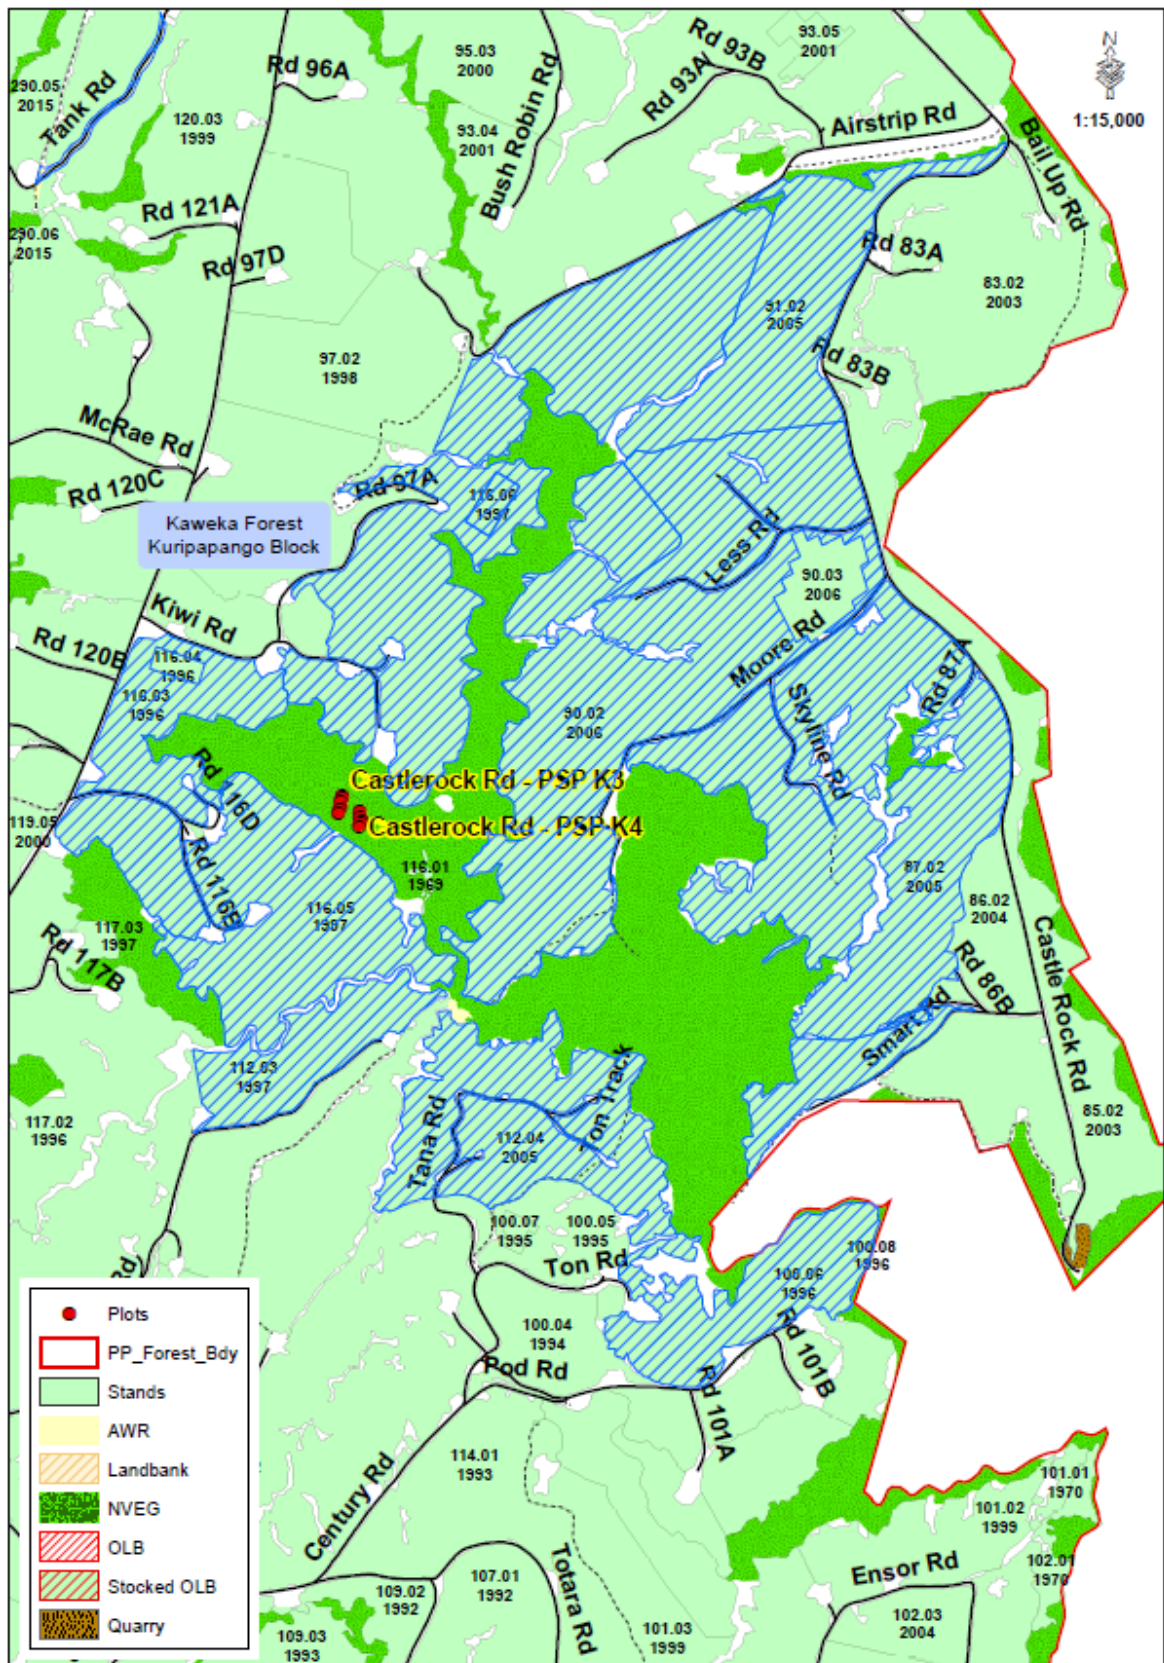 95.03
2000
Rd 93B
93.05
2001
N
Rd 96A
Rd 93A
290.05
2015
Tank Rd
120.03
1999
93.04
2001
Bush Robin Rd
Airstrip Rd
1:15,000
Bail Up Rd
Rd 121A
290.06
2015
Rd 97D
Rd 83A
83.02
2003
91.02
2005
97.02
1998
Rd 83B
McRae Rd
Rd 120C
Rd 97A
116.06
1997
Kaweka Forest
Kuripapango Block
Less Rd
90.03
2006
Kiwi Rd
Rd 120B
116.04
1996
116.03
1996
Moore Rd
Rd 87A
90.02
2006
Skyline Rd
Rd 116D
Castlerock Rd - PSP K3
Castlerock Rd - PSP K4
119.05
2000
Rd 116E
116.01
1969
87.02
2005
86.02
2004
116.05
1997
117.03
1997
Rd 117B
Castle Rock Rd
Rd 86B
Smart Rd
112.03
1997
117.02
1996
Tana Rd
Ton Track
112.04
2005
85.02
2003
100.07
1995
100.05
1995
Ton Rd
100.08
1996
100.06
1996
Rd
100.04
1994
Pod Rd
Rd 101B
Rd 101A
Plots
PP_Forest_Bdy
Stands
AWR
Landbank
NVEG
OLB
Stocked OLB
Quarry
Century Rd
114.01
1993
101.01
1970
101.02
1999
Totara Rd
Ensor Rd
102.01
1970
109.02
1992
107.01
1992
109.03
1993
101.03
1999
102.03
2004